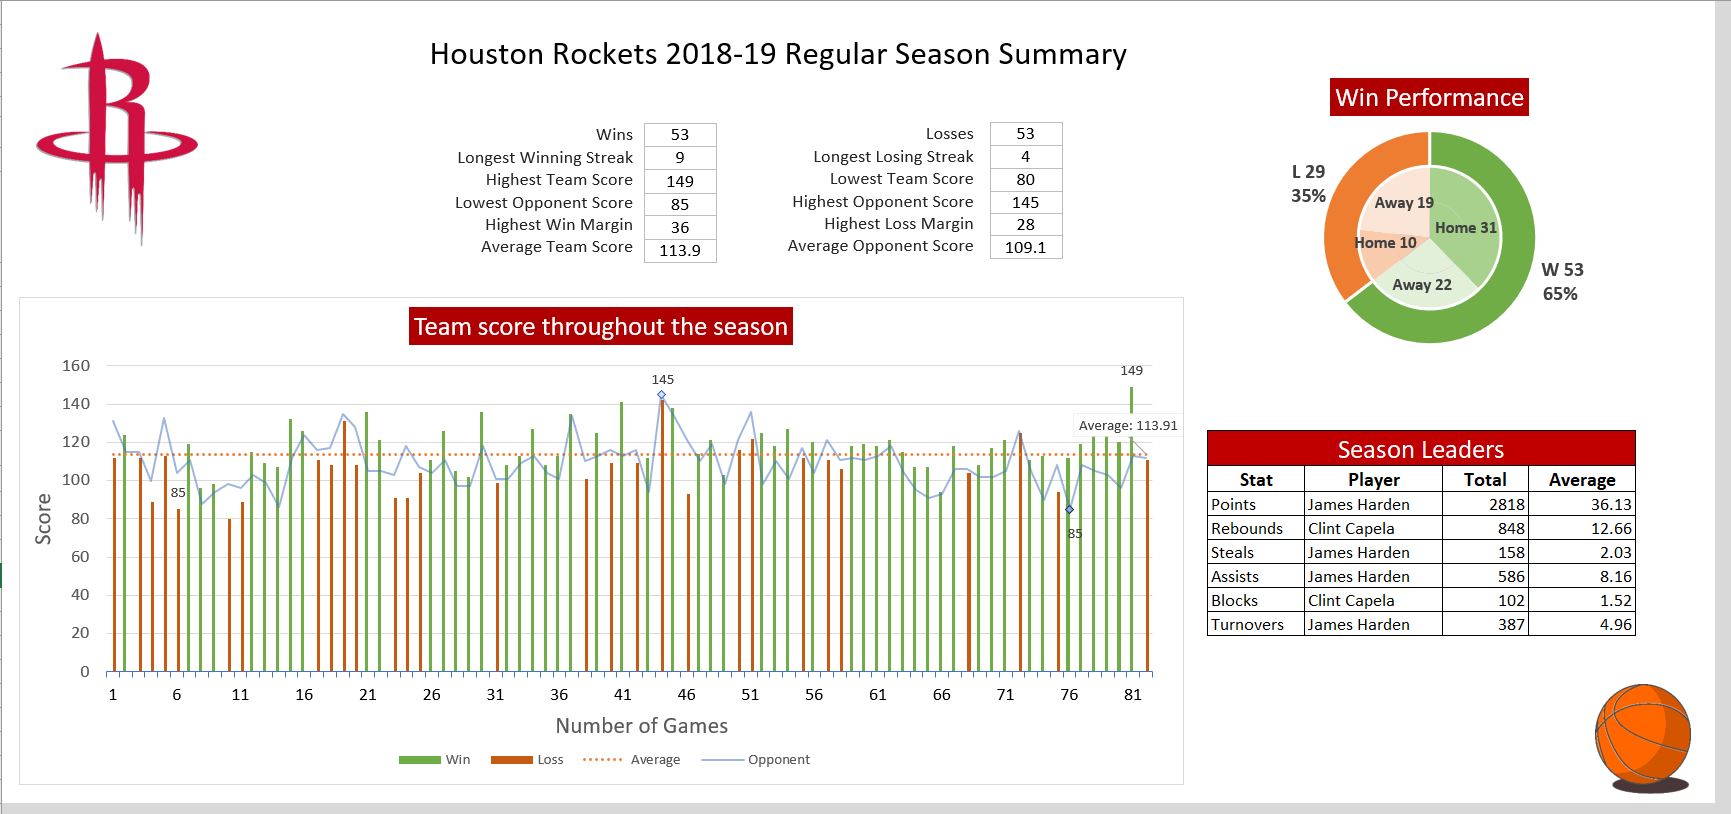 Houston Rockets 2018-19 Regular Season Summary
Wins 53
Longest Winning Streak 9
Highest Team Score 149
Lowest Opponent Score 85
Highest Win Margin 36
Average Team Score 113.9
Losses 53
Longest Losing Streak 4
Lowest Team Score 80
Highest Opponent Score 145
Highest Loss Margin 28
Average Opponent Score 109.1
Win Performance
L 29
35%
Away 19
Home 31
Home 10
Away 22
W 53
65%
Team score throughout the season
160
140
120
100
80
60
40
20
0
Score
145
149
Average: 113.91
85
85
1 6 11 16 21 26 31 36 41 46 51 56 61 66 71 76 81
Number of Games
Win Loss Average Opponent
Season Leaders
Stat Player Total Average
Points James Harden 2818 36.13
Rebounds Clint Capela 848 12.66
Steals James Harden 158 2.03
Assists James Harden 586 8.16
Blocks Clint Capela 102 1.52
Turnovers James Harden 387 4.96